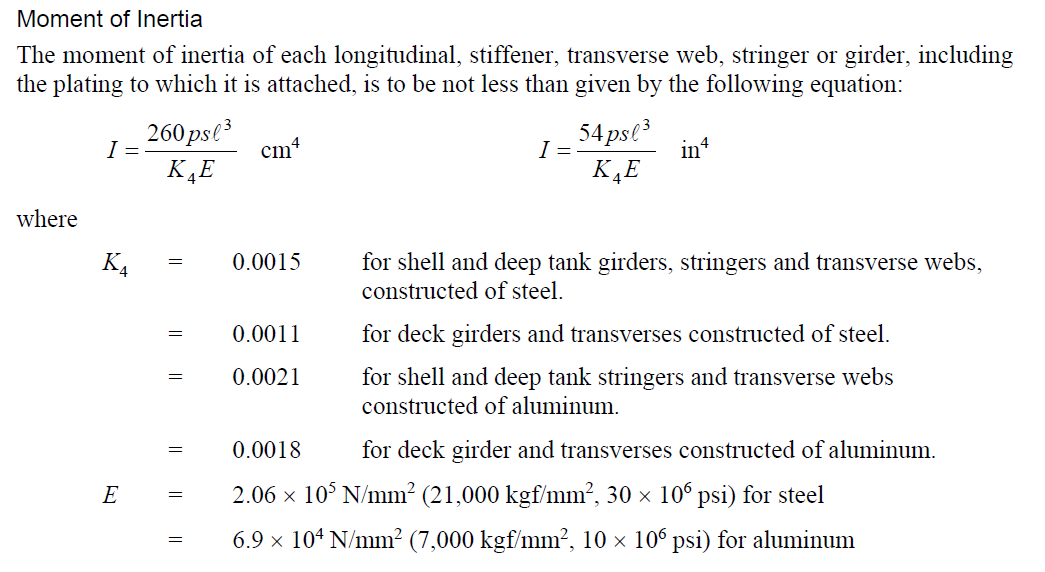 Moment of Inertia
The moment of inertia of each longitudinal, stiffener, transverse web, stringer or girder, including
the plating to which it is attached, is to be not less than given by the following equation:
I = 260psℓ³ / K₄E cm⁴ I = 54psℓ³ / K₄E in⁴
where
K₄ = 0.0015 for shell and deep tank girders, stringers and transverse webs,
constructed of steel.
= 0.0011 for deck girders and transverses constructed of steel.
= 0.0021 for shell and deep tank stringers and transverse webs
constructed of aluminum.
= 0.0018 for deck girder and transverses constructed of aluminum.
E = 2.06 × 10⁵ N/mm² (21,000 kgf/mm², 30 × 10⁶ psi) for steel
= 6.9 × 10⁴ N/mm² (7,000 kgf/mm², 10 × 10⁶ psi) for aluminum